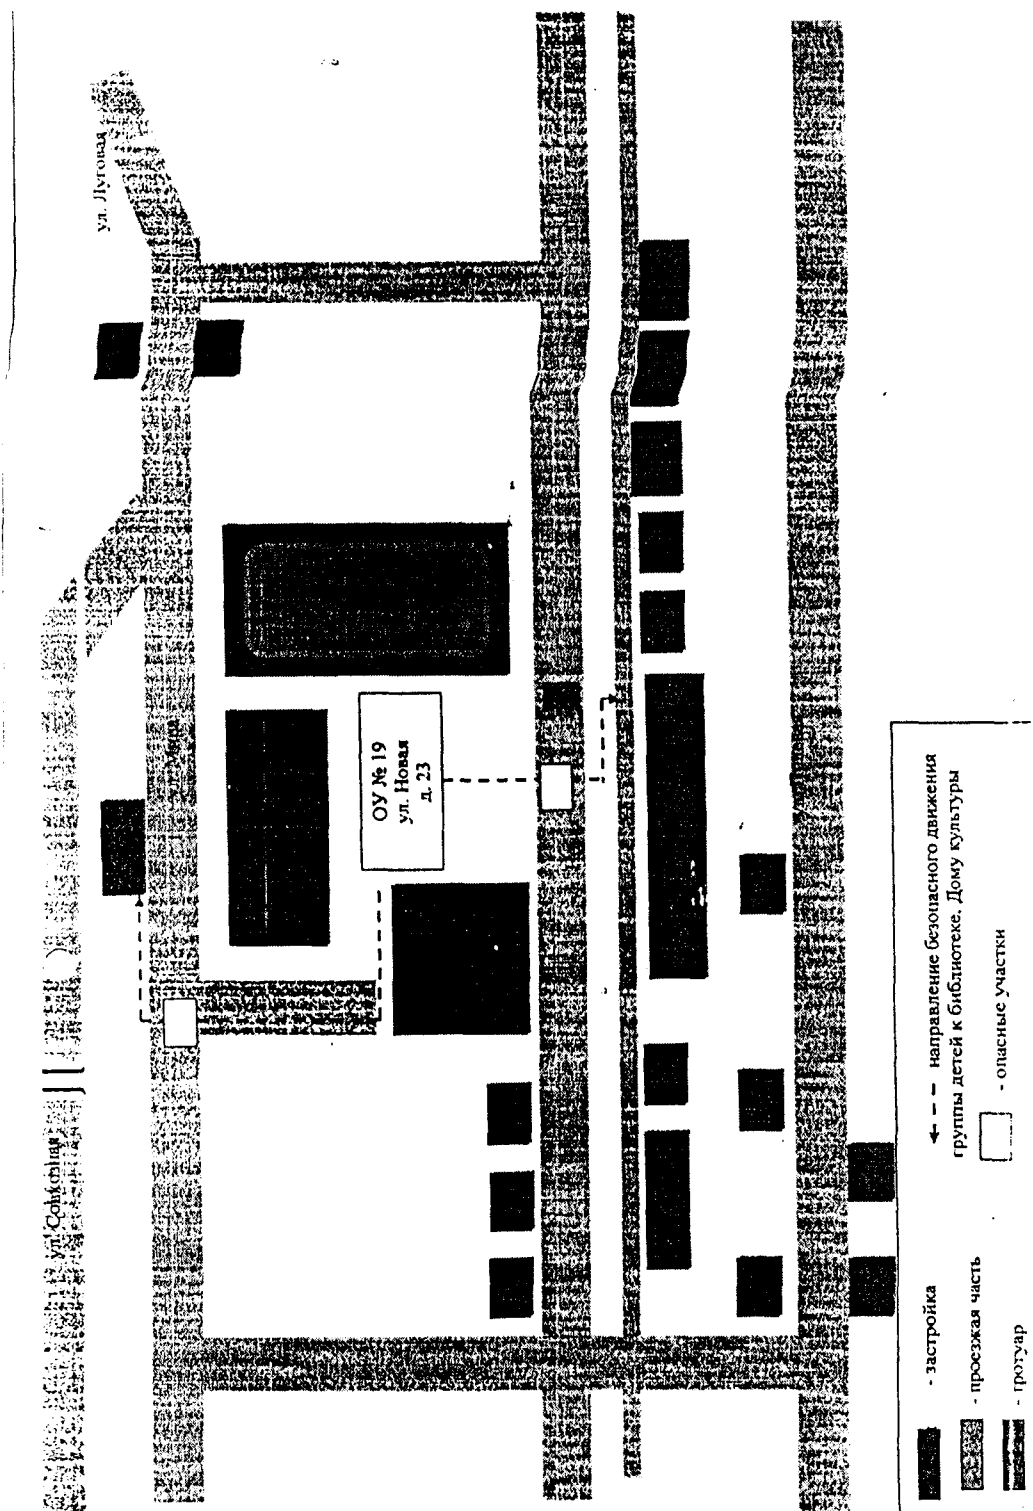 ул. Луговая
ОУ № 19
ул. Новая
д. 23
ул.
- застройка
- проезжая часть
- тротуар
- направление безопасного движения
группы детей к библиотеке. Дому культуры
- опасные участки